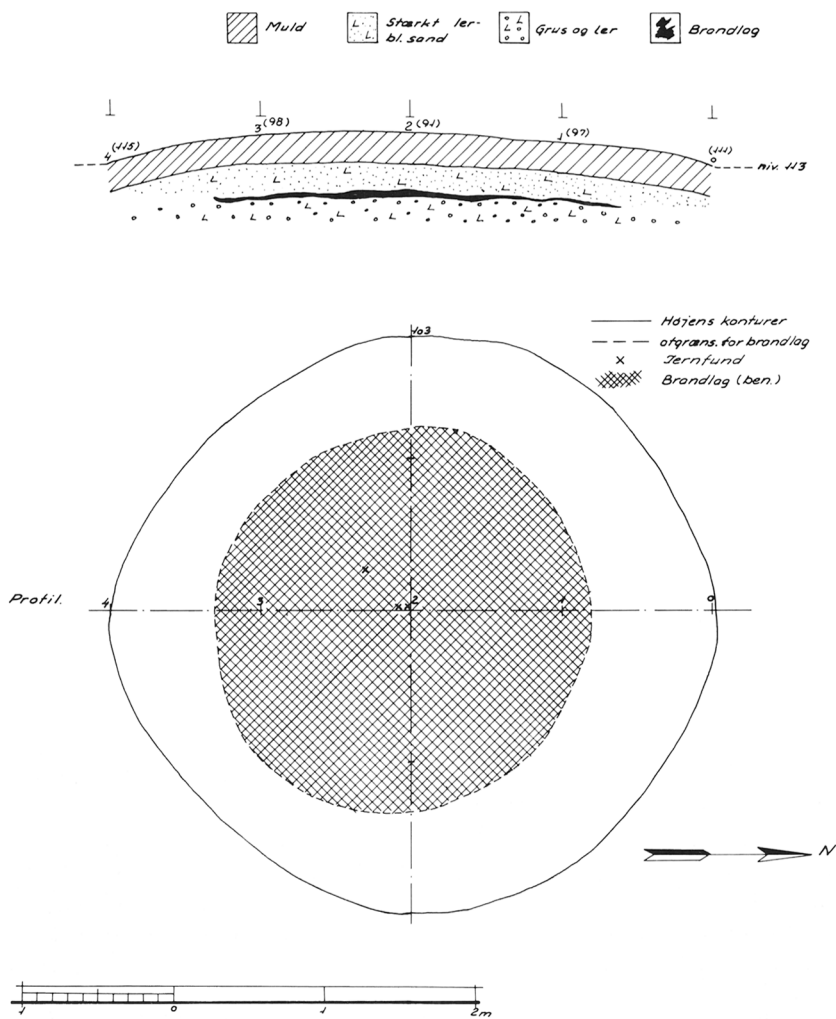 Muld
Stærkt ler-
bl. sand
Grus og ler
Brandlag
4 (115)
3 (98)
2 (91)
1 (97)
0 (111)
niv. 113
103
Højens konturer
afgræns. for brandlag
Jernfund
Brandlag (ben.)
Profil.
4
3
2
1
0
N
1
0
1
2m